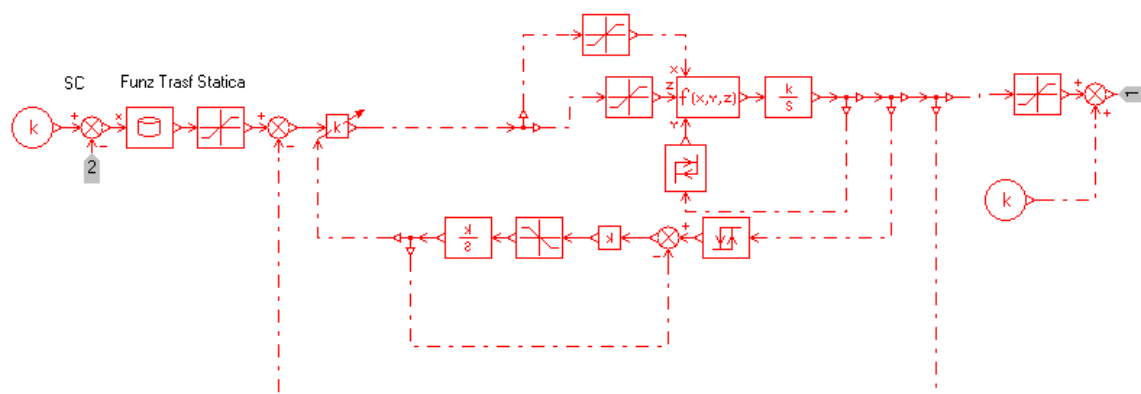 SC Funz Trasf Statica
k
+
-
x
2
+
-
k
x
z
f(x,y,z)
Y
k
s
+
+
1
k
k
s
k
+
-